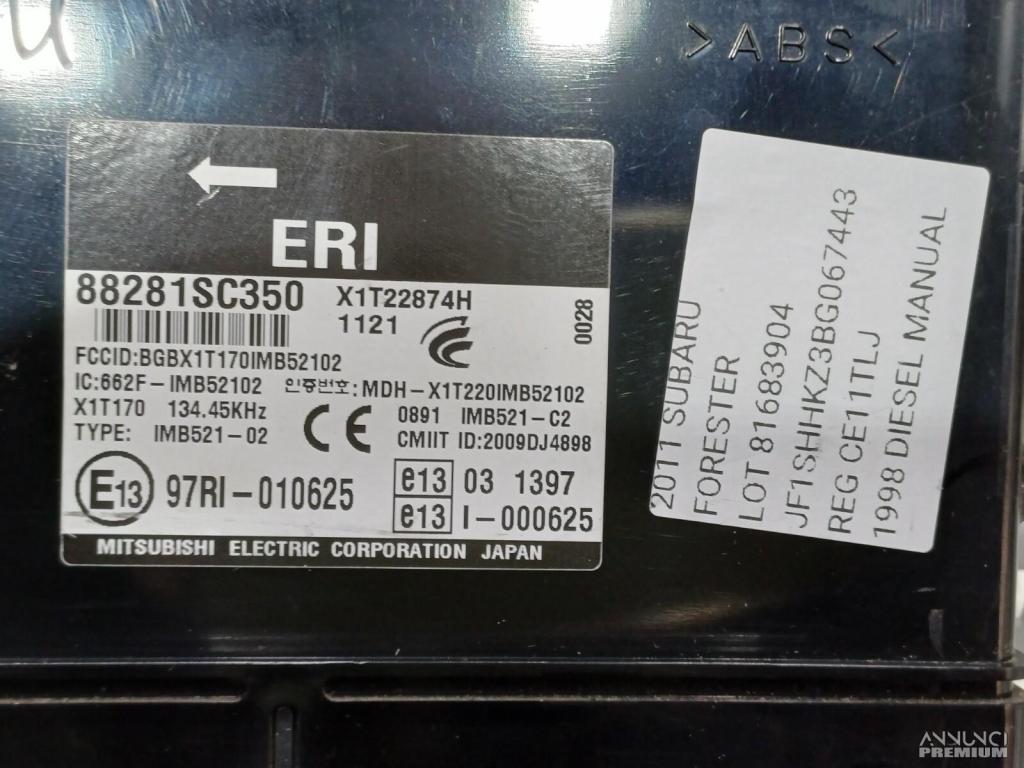 >ABS<
ERI
88281SC350 X1T22874H
1121
0028
FCCID:BGBX1T170IMB52102
IC:662F-IMB52102 인증번호:MDH-X1T220IMB52102
X1T170 134.45KHz CE 0891 IMB521-C2
TYPE: IMB521-02 CMIIT ID:2009DJ4898
E13 97RI-010625 e13 03 1397
e13 I-000625
MITSUBISHI ELECTRIC CORPORATION JAPAN
2011 SUBARU
FORESTER
LOT 81683904
JF1SHHKZ3BG067443
REG CE11TLJ
1998 DIESEL MANUAL
ANNUNCI
PREMIUM